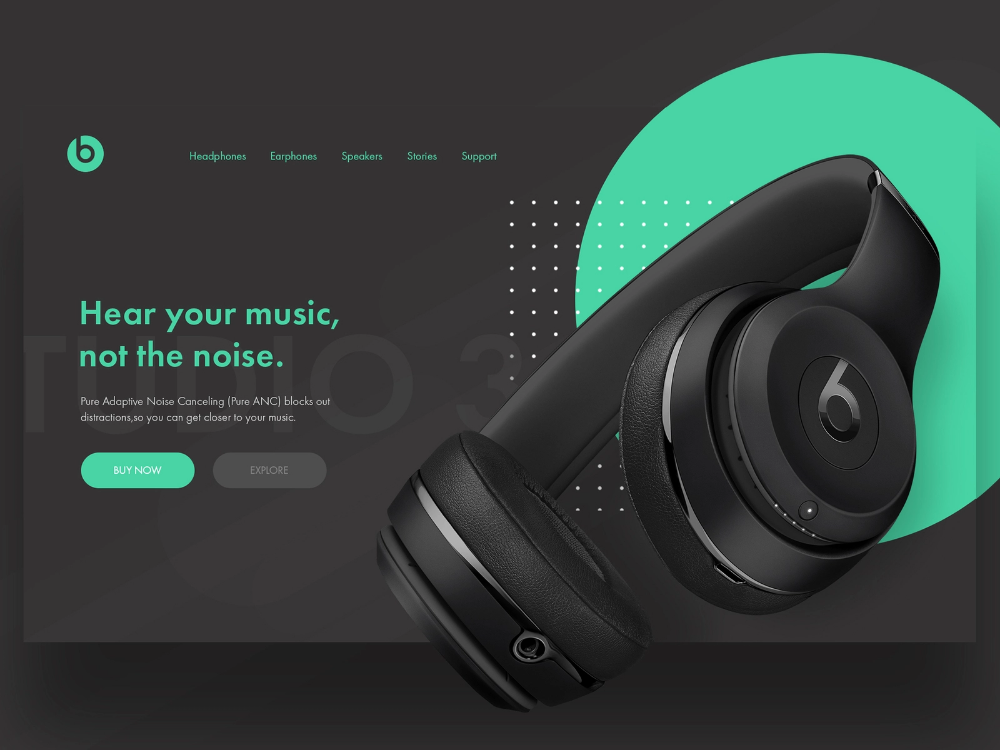 Headphones Earphones Speakers Stories Support
Hear your music,
not the noise.
TUDIO 3
Pure Adaptive Noise Canceling (Pure ANC) blocks out
distractions,so you can get closer to your music.
BUY NOW EXPLORE